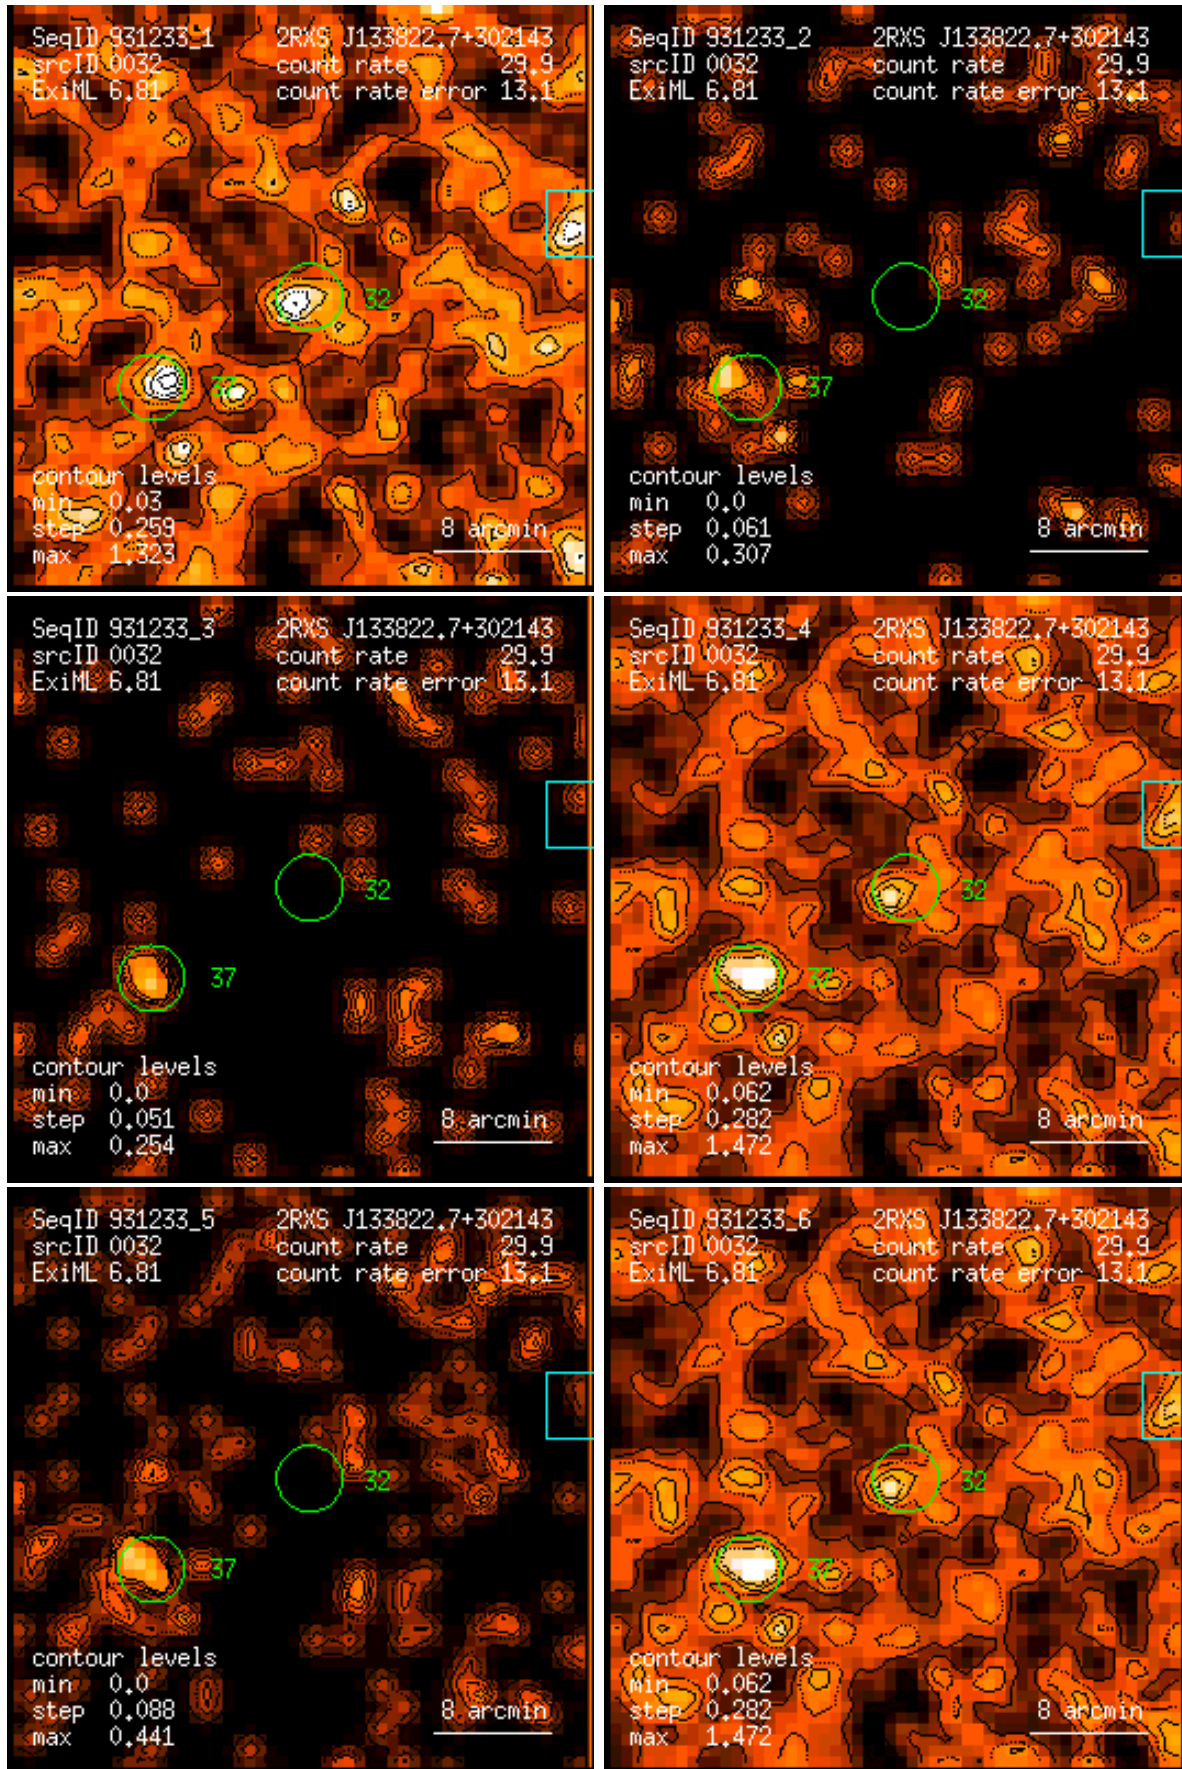 SeqID 931233_1 2RXS J133822.7+302143
srcID 0032 count rate 29.9
ExiML 6.81 count rate error 13.1
32
37
contour levels
min 0.03
step 0.259 8 arcmin
max 1.323
SeqID 931233_2 2RXS J133822.7+302143
srcID 0032 count rate 29.9
ExiML 6.81 count rate error 13.1
32
37
contour levels
min 0.0
step 0.061 8 arcmin
max 0.307
SeqID 931233_3 2RXS J133822.7+302143
srcID 0032 count rate 29.9
ExiML 6.81 count rate error 13.1
32
37
contour levels
min 0.0
step 0.051 8 arcmin
max 0.254
SeqID 931233_4 2RXS J133822.7+302143
srcID 0032 count rate 29.9
ExiML 6.81 count rate error 13.1
32
37
contour levels
min 0.062
step 0.282 8 arcmin
max 1.472
SeqID 931233_5 2RXS J133822.7+302143
srcID 0032 count rate 29.9
ExiML 6.81 count rate error 13.1
32
37
contour levels
min 0.0
step 0.088 8 arcmin
max 0.441
SeqID 931233_6 2RXS J133822.7+302143
srcID 0032 count rate 29.9
ExiML 6.81 count rate error 13.1
32
37
contour levels
min 0.062
step 0.282 8 arcmin
max 1.472